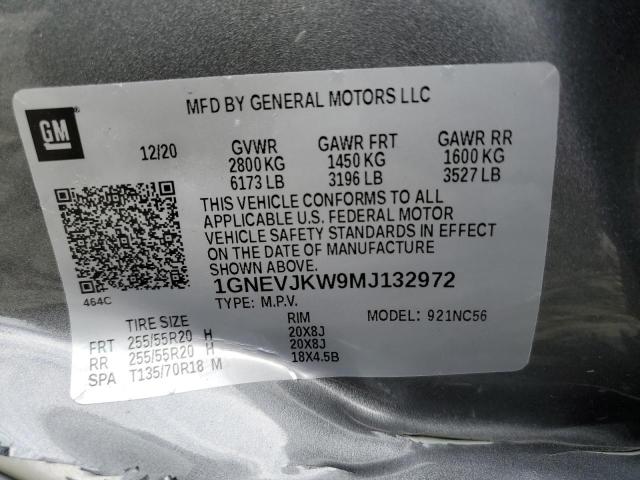 MFD BY GENERAL MOTORS LLC
GM
®
12/20 GVWR GAWR FRT GAWR RR
2800 KG 1450 KG 1600 KG
6173 LB 3196 LB 3527 LB
THIS VEHICLE CONFORMS TO ALL
APPLICABLE U.S. FEDERAL MOTOR
VEHICLE SAFETY STANDARDS IN EFFECT
ON THE DATE OF MANUFACTURE
SHOWN ABOVE.
1GNEVJKW9MJ132972
464C
TYPE: M.P.V.
TIRE SIZE RIM MODEL: 921NC56
FRT 255/55R20 H 20X8J
RR 255/55R20 H 20X8J
SPA T135/70R18 M 18X4.5B